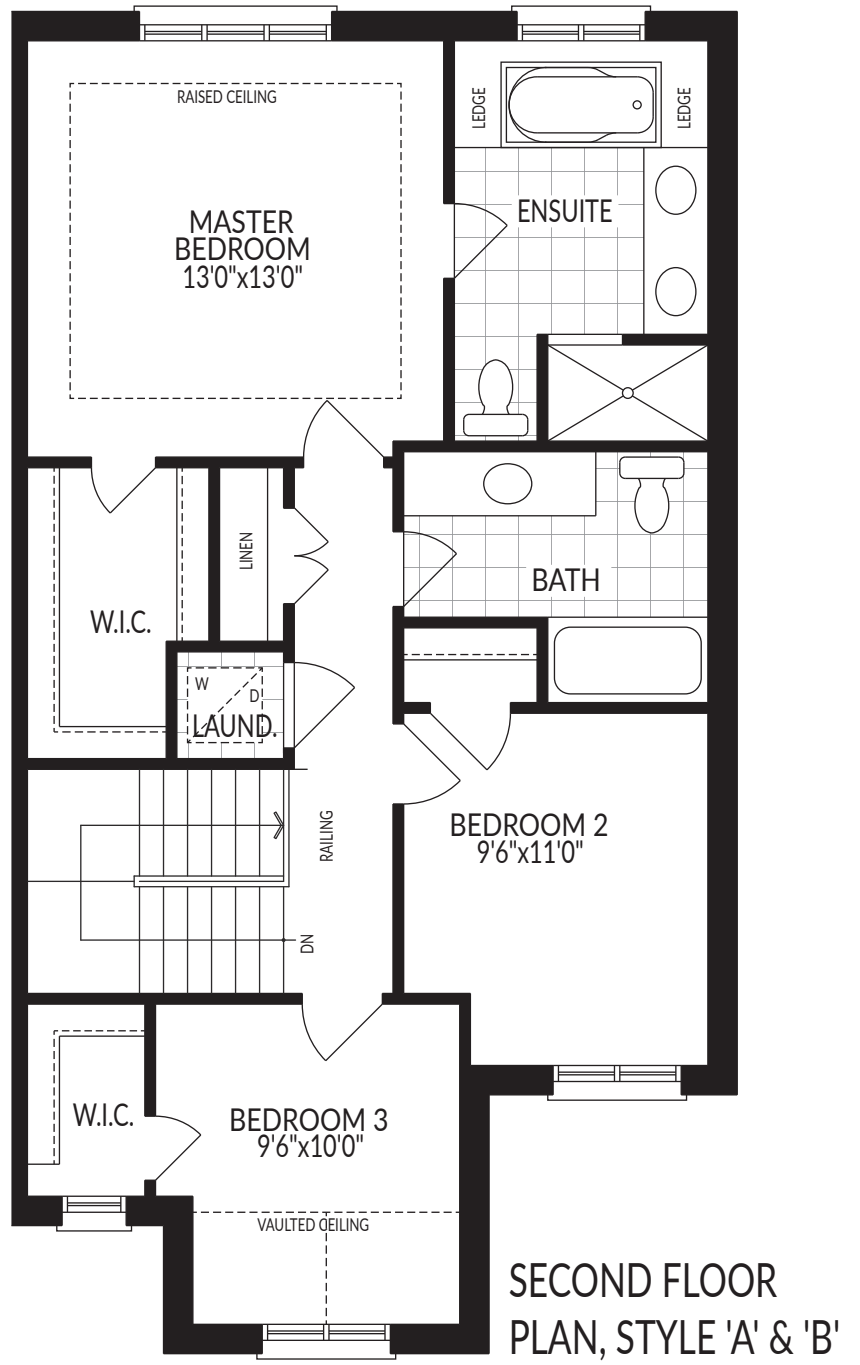 RAISED CEILING
LEDGE
LEDGE
MASTER
BEDROOM
13'0"x13'0"
ENSUITE
LINEN
BATH
W.I.C.
W
D
LAUND.
BEDROOM 2
9'6"x11'0"
RAILING
DN
W.I.C.
BEDROOM 3
9'6"x10'0"
VAULTED CEILING
SECOND FLOOR
PLAN, STYLE 'A' & 'B'